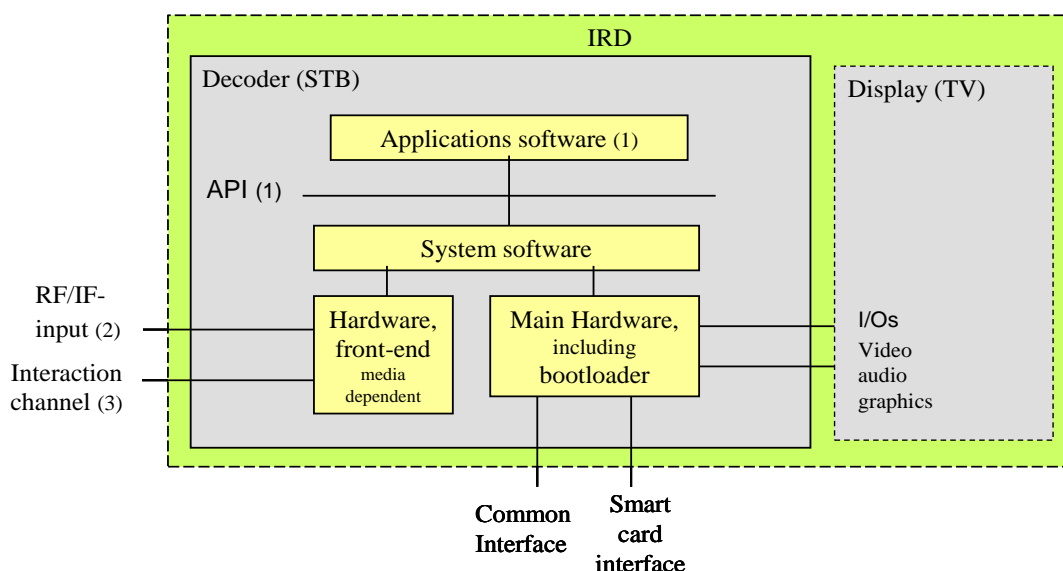 IRD
Decoder (STB)
Display (TV)
Applications software (1)
API (1)
System software
RF/IF-
input (2)
Interaction
channel (3)
Hardware,
front-end
media
dependent
Main Hardware,
including
bootloader
I/Os
Video
audio
graphics
Common
Interface
Smart
card
interface